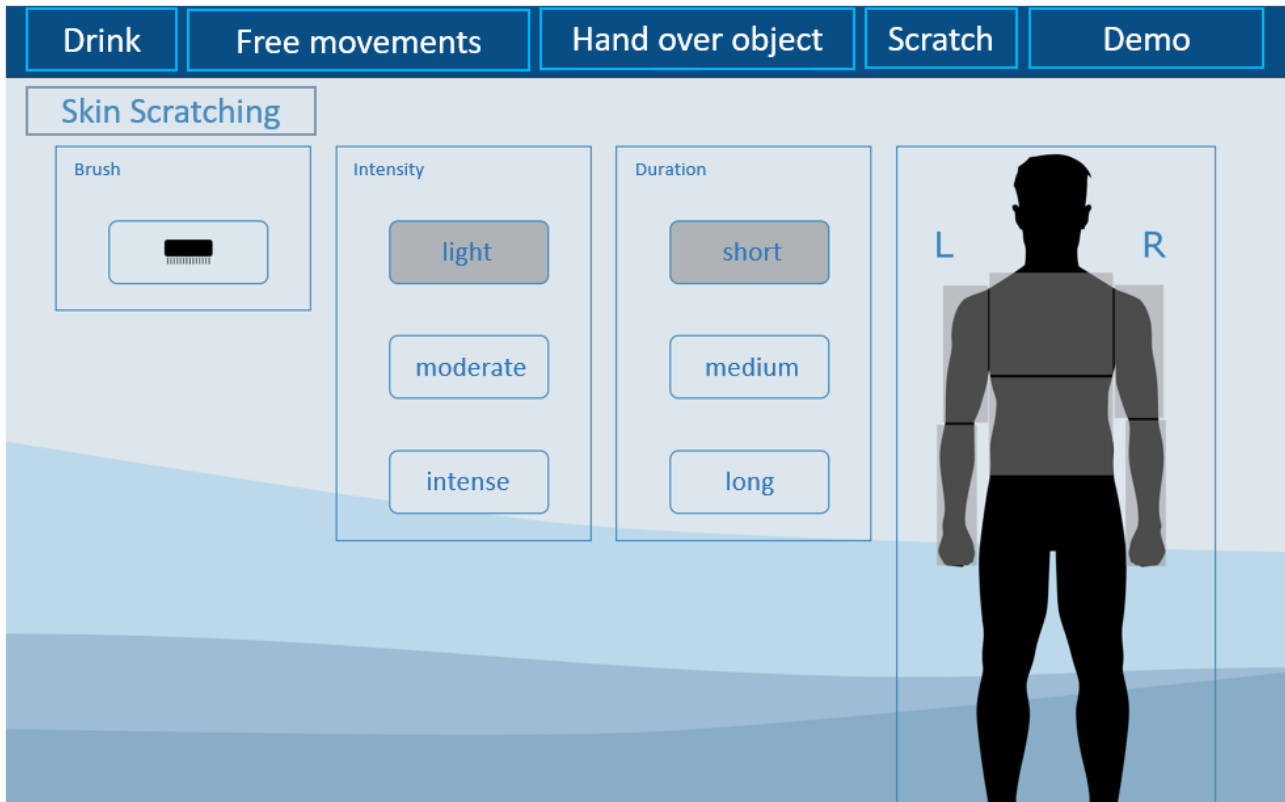 Drink
Free movements
Hand over object
Scratch
Demo
Skin Scratching
Brush
Intensity
light
moderate
intense
Duration
short
medium
long
L
R